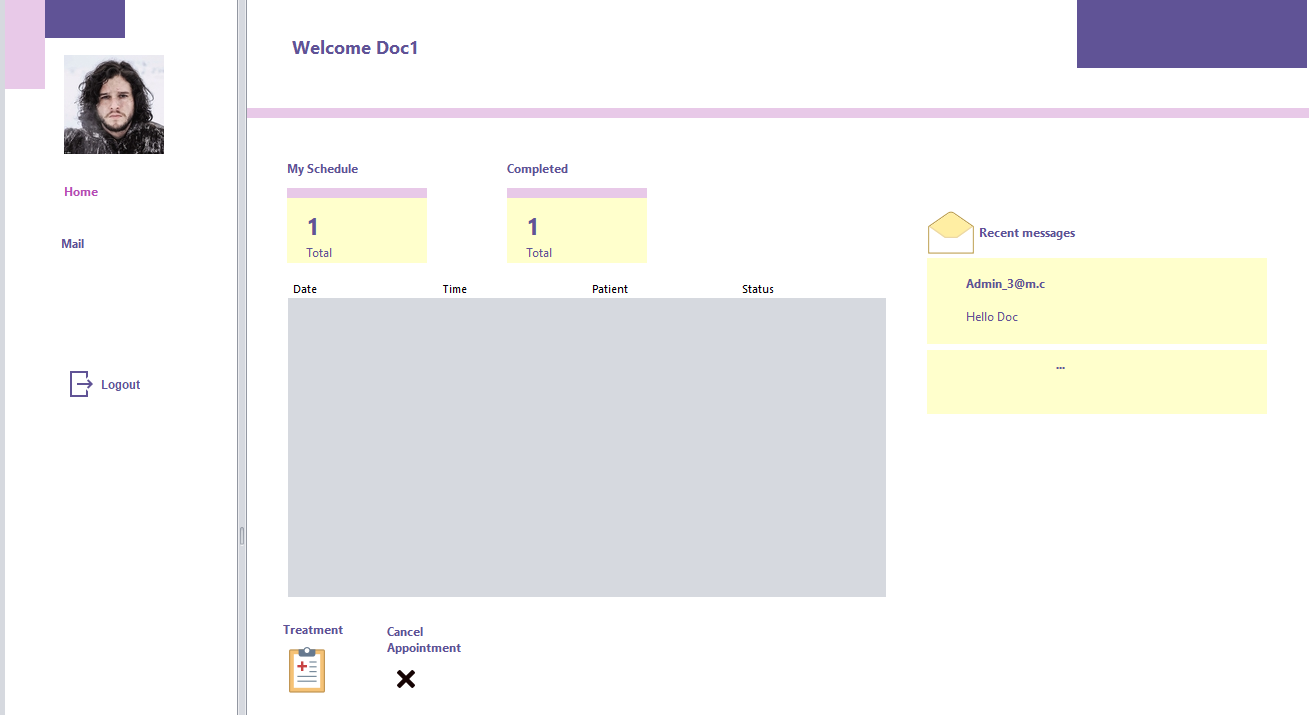 Welcome Doc1
Home
Mail
Logout
My Schedule
1
Total
Completed
1
Total
Date Time Patient Status
Treatment
Cancel
Appointment
Recent messages
Admin_3@m.c
Hello Doc
...